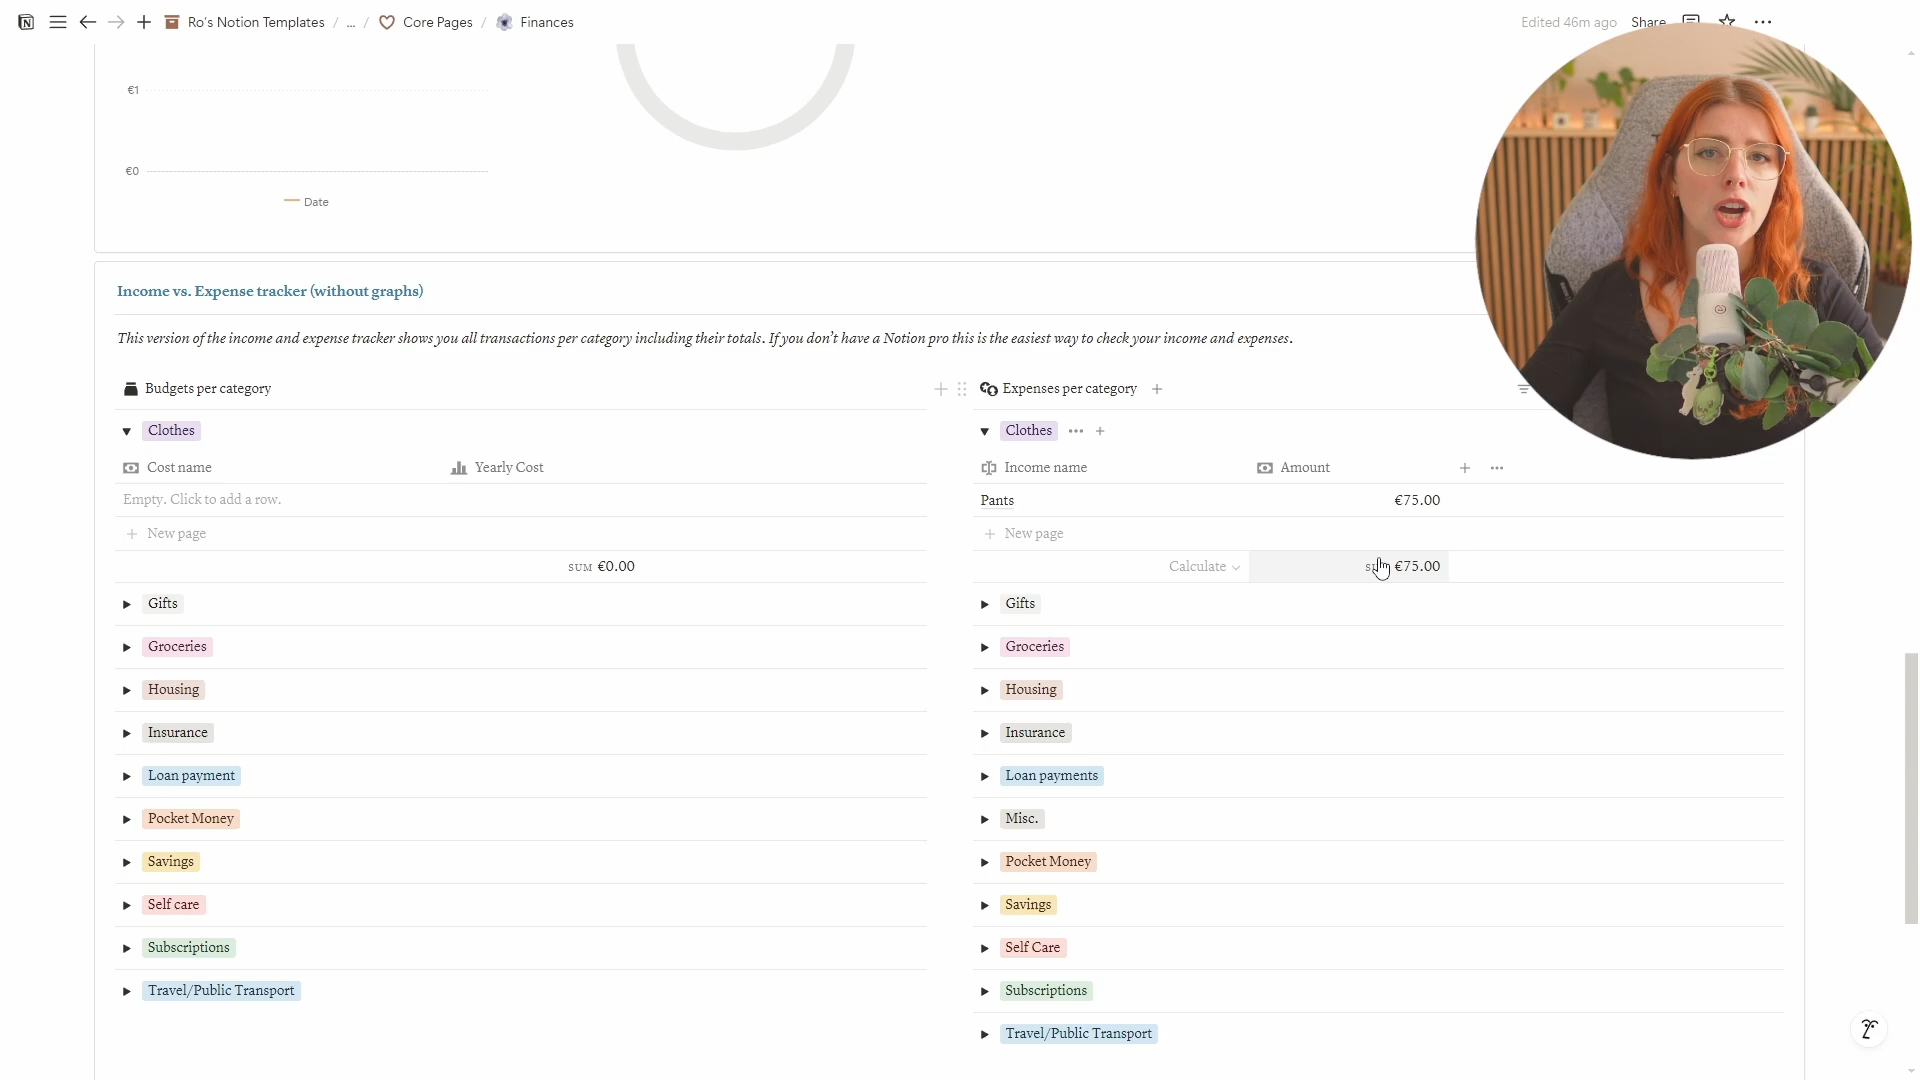 Ro's Notion Templates / ... / Core Pages / Finances
Edited 46m ago Share
€1
€0
Date
Income vs. Expense tracker (without graphs)
This version of the income and expense tracker shows you all transactions per category including their totals. If you don't have a Notion pro this is the easiest way to check your income and expenses.
Budgets per category
Clothes
Cost name Yearly Cost
Empty. Click to add a row.
+ New page
SUM €0.00
Gifts
Groceries
Housing
Insurance
Loan payment
Pocket Money
Savings
Self care
Subscriptions
Travel/Public Transport
Expenses per category
Clothes
Income name Amount
Pants €75.00
+ New page
Calculate €75.00
Gifts
Groceries
Housing
Insurance
Loan payments
Misc.
Pocket Money
Savings
Self Care
Subscriptions
Travel/Public Transport